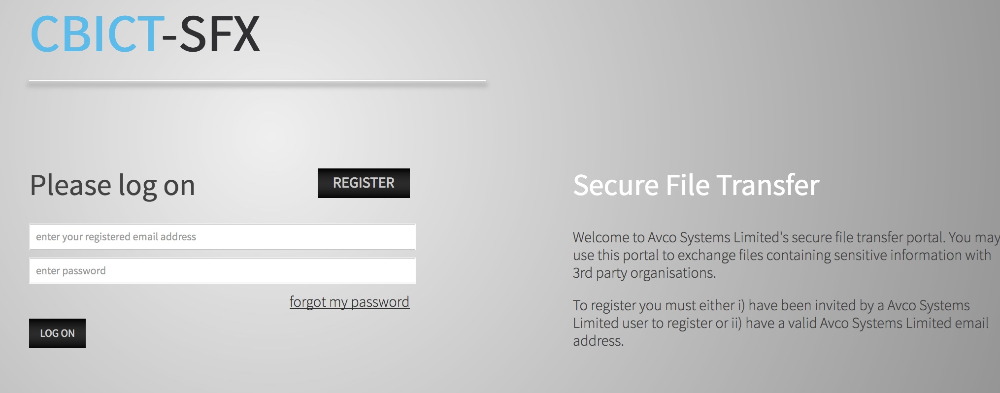 CBICT-SFX
Please log on
REGISTER
enter your registered email address
enter password
forgot my password
LOG ON
Secure File Transfer
Welcome to Avco Systems Limited's secure file transfer portal. You may
use this portal to exchange files containing sensitive information with
3rd party organisations.
To register you must either i) have been invited by a Avco Systems
Limited user to register or ii) have a valid Avco Systems Limited email
address.